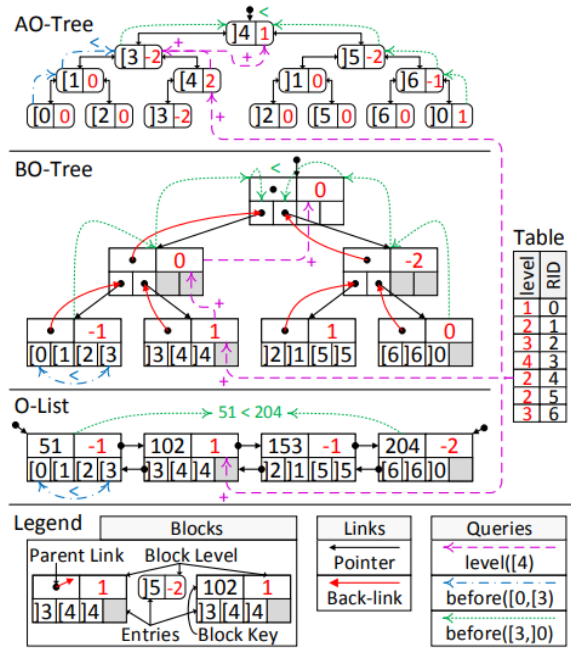 AO-Tree
<
]4 1
+
[3 -2
+
]5 -2
[1 0
[4 2
]1 0
]6 -1
<
[0 0
[2 0
]3 -2
+
]2 0
[5 0
[6 0
]0 1
BO-Tree
<
0
0
+
-2
+
-1
1
1
0
[0 [1 [2 [3
]3 [4 ]4
]2 ]1 [5 ]5
[6 ]6 ]0
<
+
Table
level RID
1 0
2 1
3 2
4 3
2 4
2 5
3 6
O-List
51 < 204
51 -1
102 1
153 -1
204 -2
[0 [1 [2 [3
]3 [4 ]4
]2 ]1 [5 ]5
[6 ]6 ]0
<
+
Legend
Blocks
Links
Queries
Parent Link
Block Level
Pointer
level([4)
1
]5 -2
102 1
Back-link
before([0,[3)
]3 [4 ]4
]3 [4 ]4
Entries
Block Key
before([3,]0)